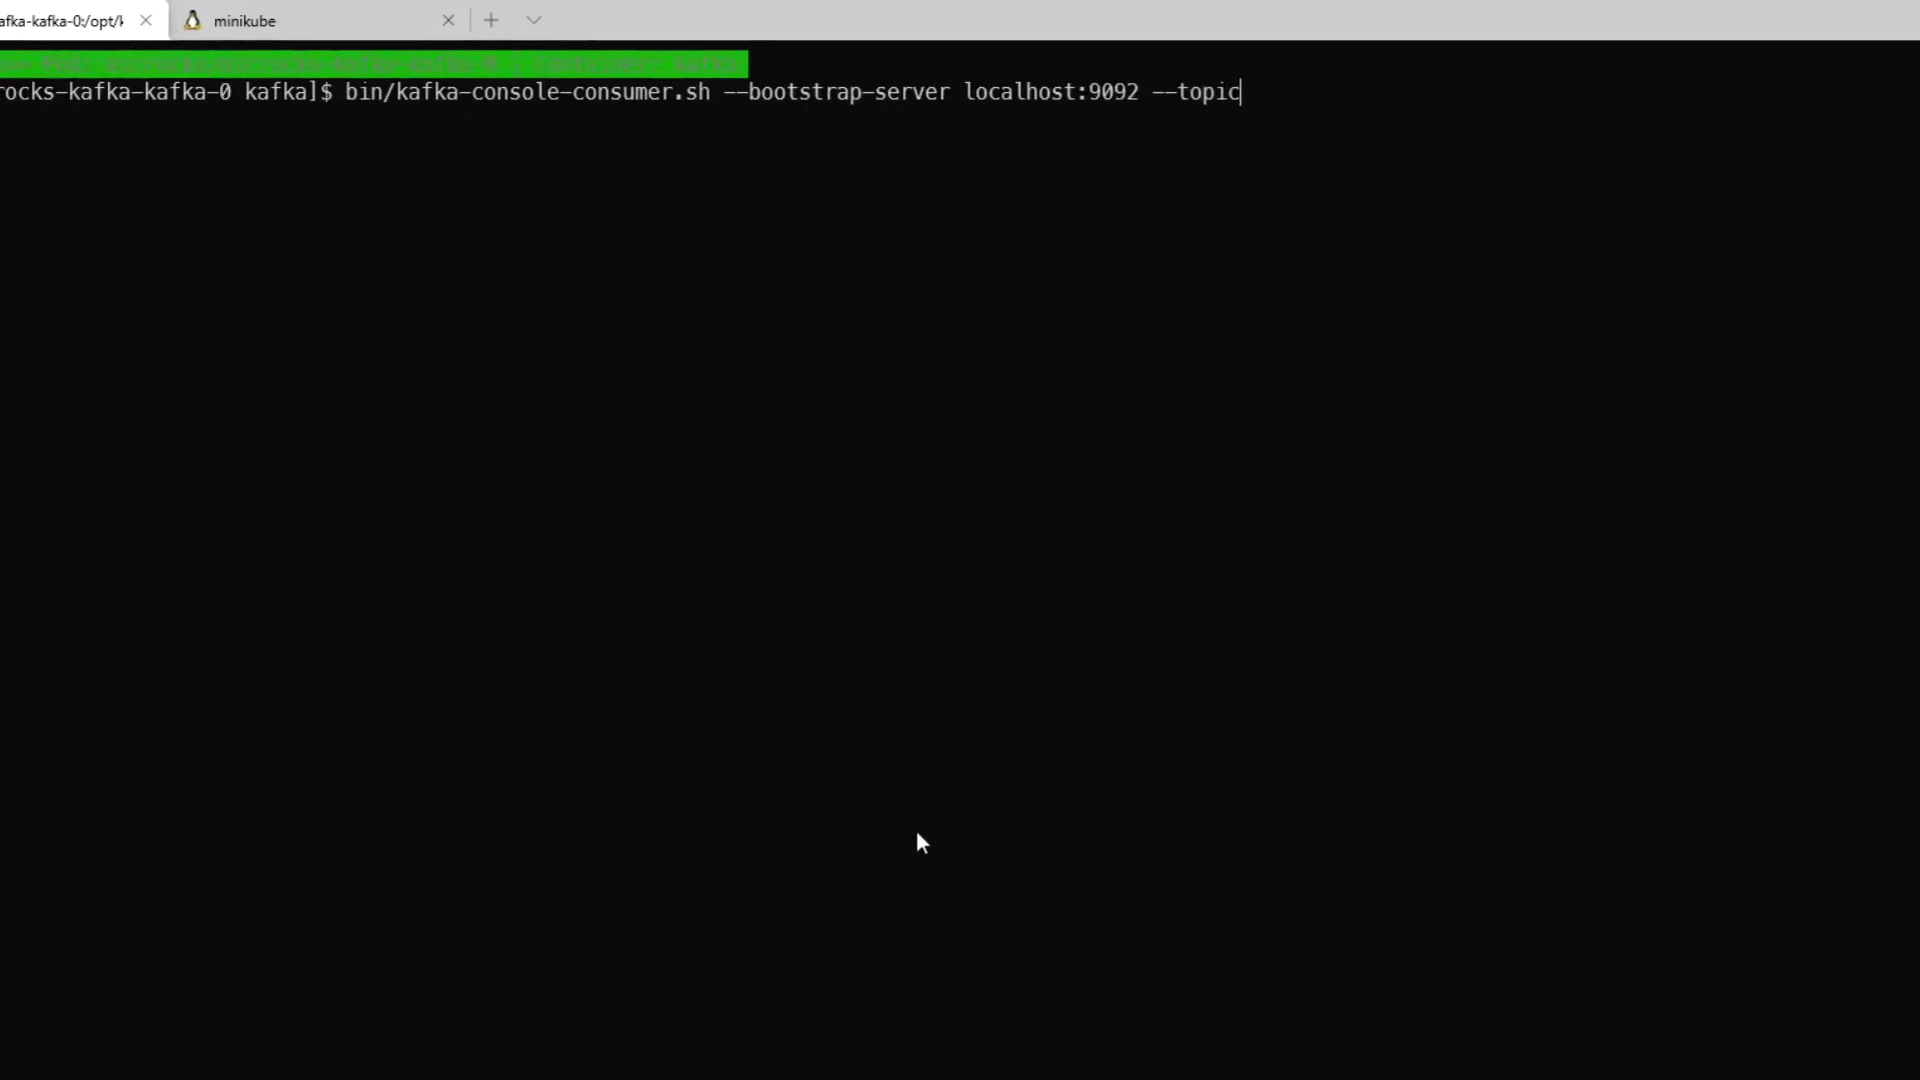 afka-kafka-0:/opt/k
minikube
rocks-kafka-kafka-0 kafka]$ bin/kafka-console-consumer.sh --bootstrap-server localhost:9092 --topic